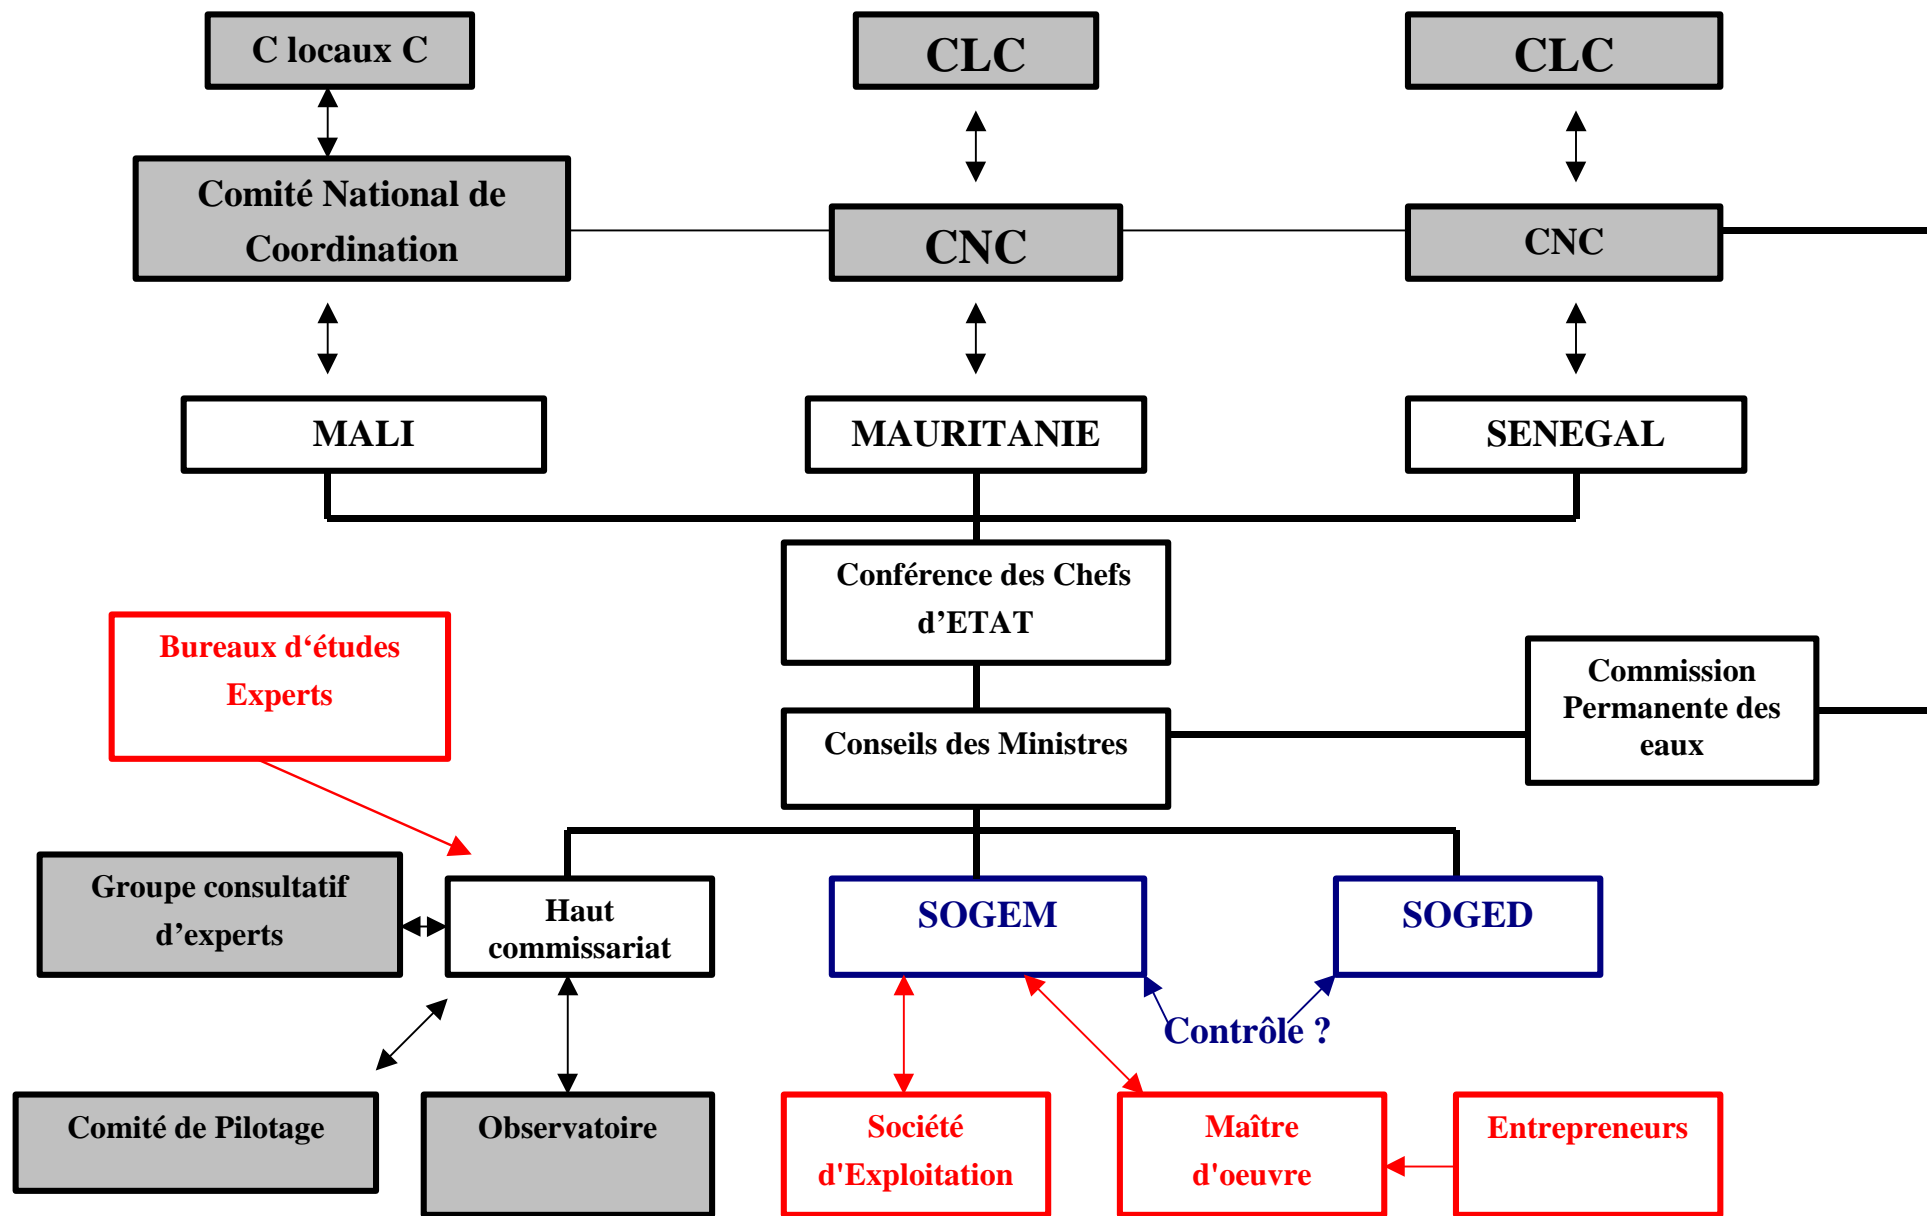 C locaux C
CLC
CLC
Comité National de
Coordination
CNC
CNC
MALI
MAURITANIE
SENEGAL
Conférence des Chefs
d’ETAT
Bureaux d‘études
Experts
Commission
Permanente des
eaux
Conseils des Ministres
Groupe consultatif
d’experts
Haut
commissariat
SOGEM
SOGED
Contrôle ?
Comité de Pilotage
Observatoire
Société
d'Exploitation
Maître
d'oeuvre
Entrepreneurs